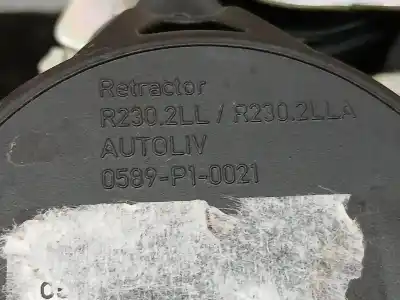 Retractor
R230.2LL / R230.2LLA
AUTOLIV
0589-P1-0021